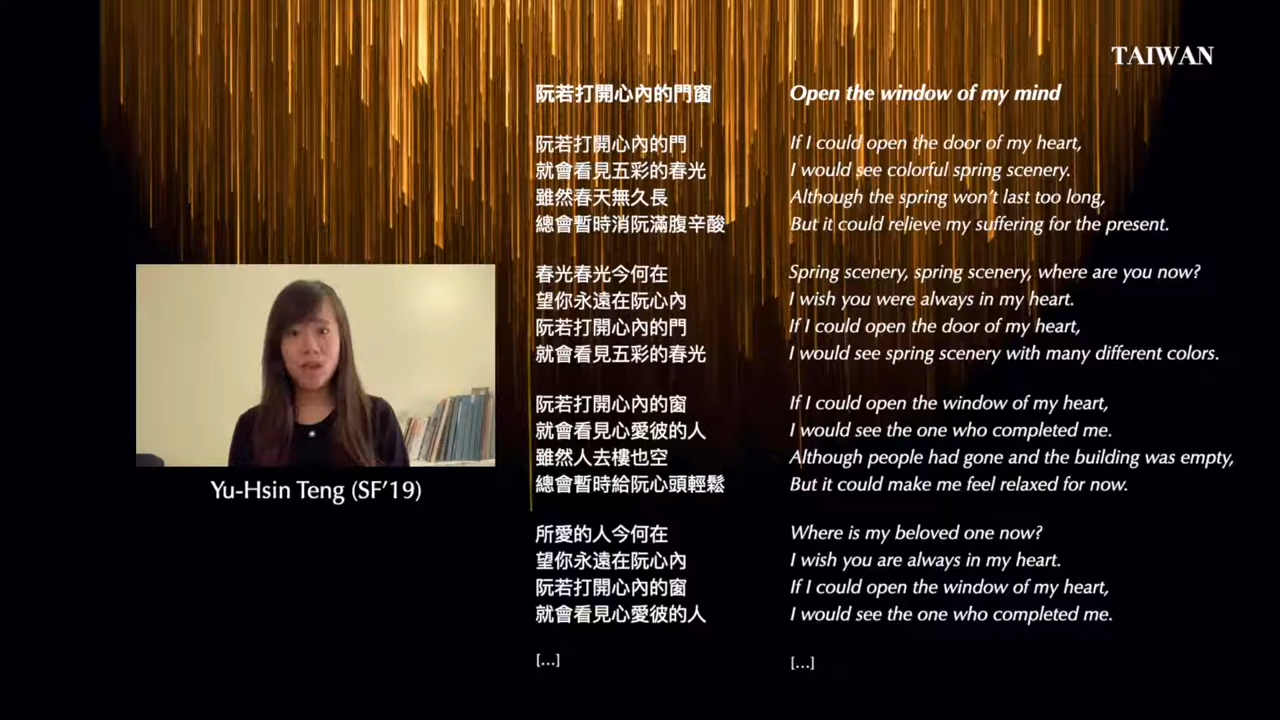 TAIWAN
阮若打開心內的門窗
阮若打開心內的門
就會看見五彩的春光
雖然春天無久長
總會暫時消阮滿腹辛酸
春光春光今何在
望你永遠在阮心內
阮若打開心內的門
就會看見五彩的春光
阮若打開心內的窗
就會看見心愛彼的人
雖然人去樓也空
總會暫時給阮心頭輕鬆
所愛的人今何在
望你永遠在阮心內
阮若打開心內的窗
就會看見心愛彼的人
[...]
Open the window of my mind
If I could open the door of my heart,
I would see colorful spring scenery.
Although the spring won't last too long,
But it could relieve my suffering for the present.
Spring scenery, spring scenery, where are you now?
I wish you were always in my heart.
If I could open the door of my heart,
I would see spring scenery with many different colors.
If I could open the window of my heart,
I would see the one who completed me.
Although people had gone and the building was empty,
But it could make me feel relaxed for now.
Where is my beloved one now?
I wish you are always in my heart.
If I could open the window of my heart,
I would see the one who completed me.
[...]
Yu-Hsin Teng (SF'19)